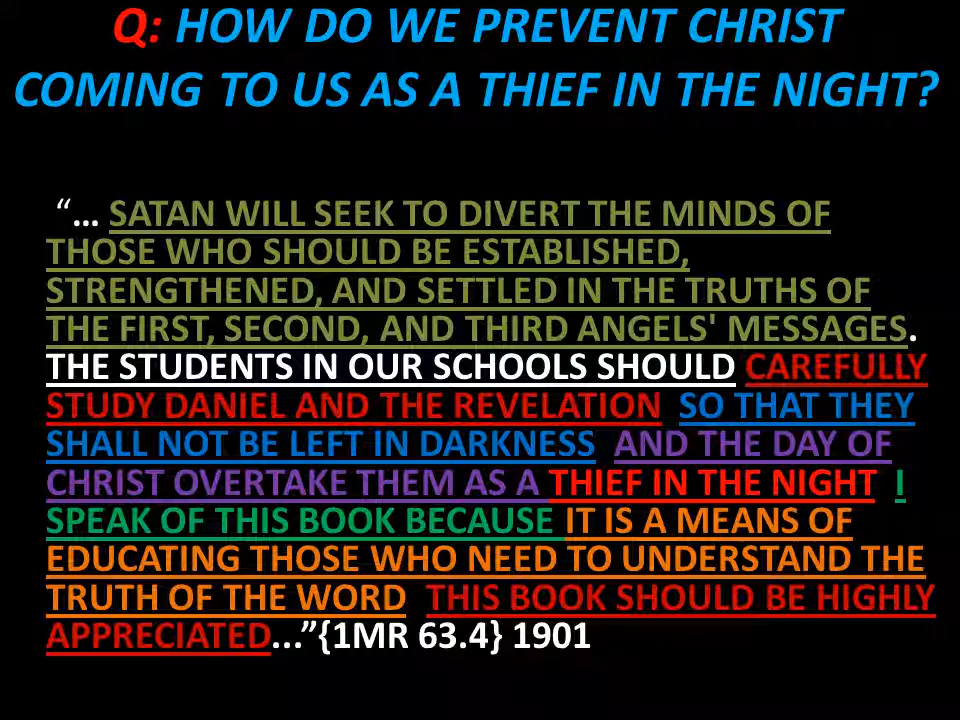 Q: HOW DO WE PREVENT CHRIST
COMING TO US AS A THIEF IN THE NIGHT?
“... SATAN WILL SEEK TO DIVERT THE MINDS OF
THOSE WHO SHOULD BE ESTABLISHED,
STRENGTHENED, AND SETTLED IN THE TRUTHS OF
THE FIRST, SECOND, AND THIRD ANGELS' MESSAGES.
THE STUDENTS IN OUR SCHOOLS SHOULD CAREFULLY
STUDY DANIEL AND THE REVELATION SO THAT THEY
SHALL NOT BE LEFT IN DARKNESS AND THE DAY OF
CHRIST OVERTAKE THEM AS A THIEF IN THE NIGHT I
SPEAK OF THIS BOOK BECAUSE IT IS A MEANS OF
EDUCATING THOSE WHO NEED TO UNDERSTAND THE
TRUTH OF THE WORD THIS BOOK SHOULD BE HIGHLY
APPRECIATED...”{1MR 63.4} 1901